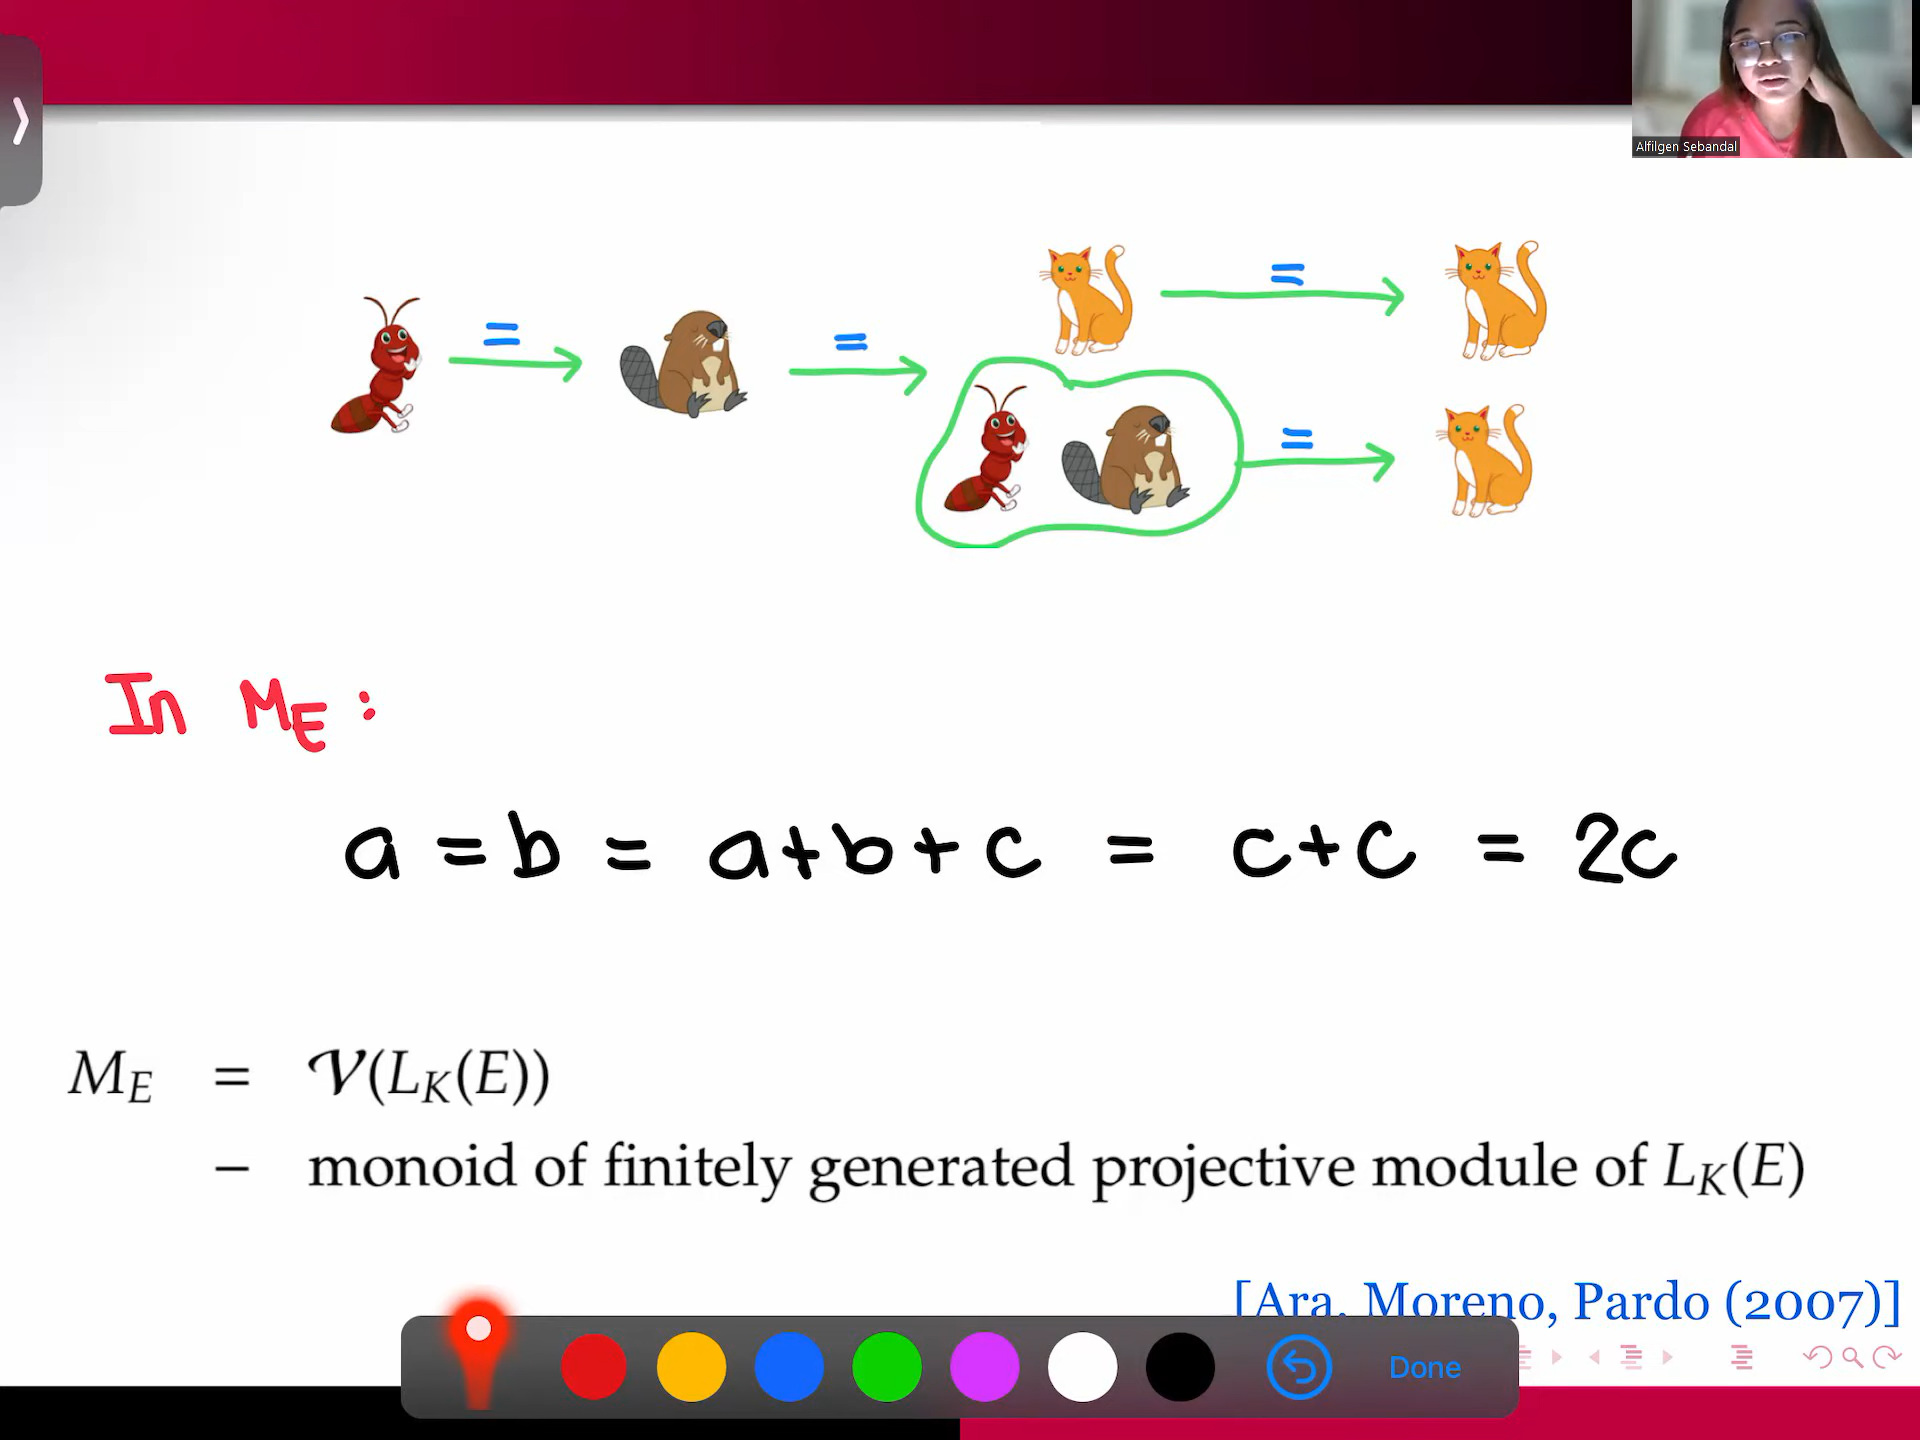 Alfilgen Sebandal
= = =
=
In M_E :
a = b = a+b+c = c+c = 2c
M_E = 𝒱(L_K(E))
– monoid of finitely generated projective module of L_K(E)
[Ara, Moreno, Pardo (2007)]
Done